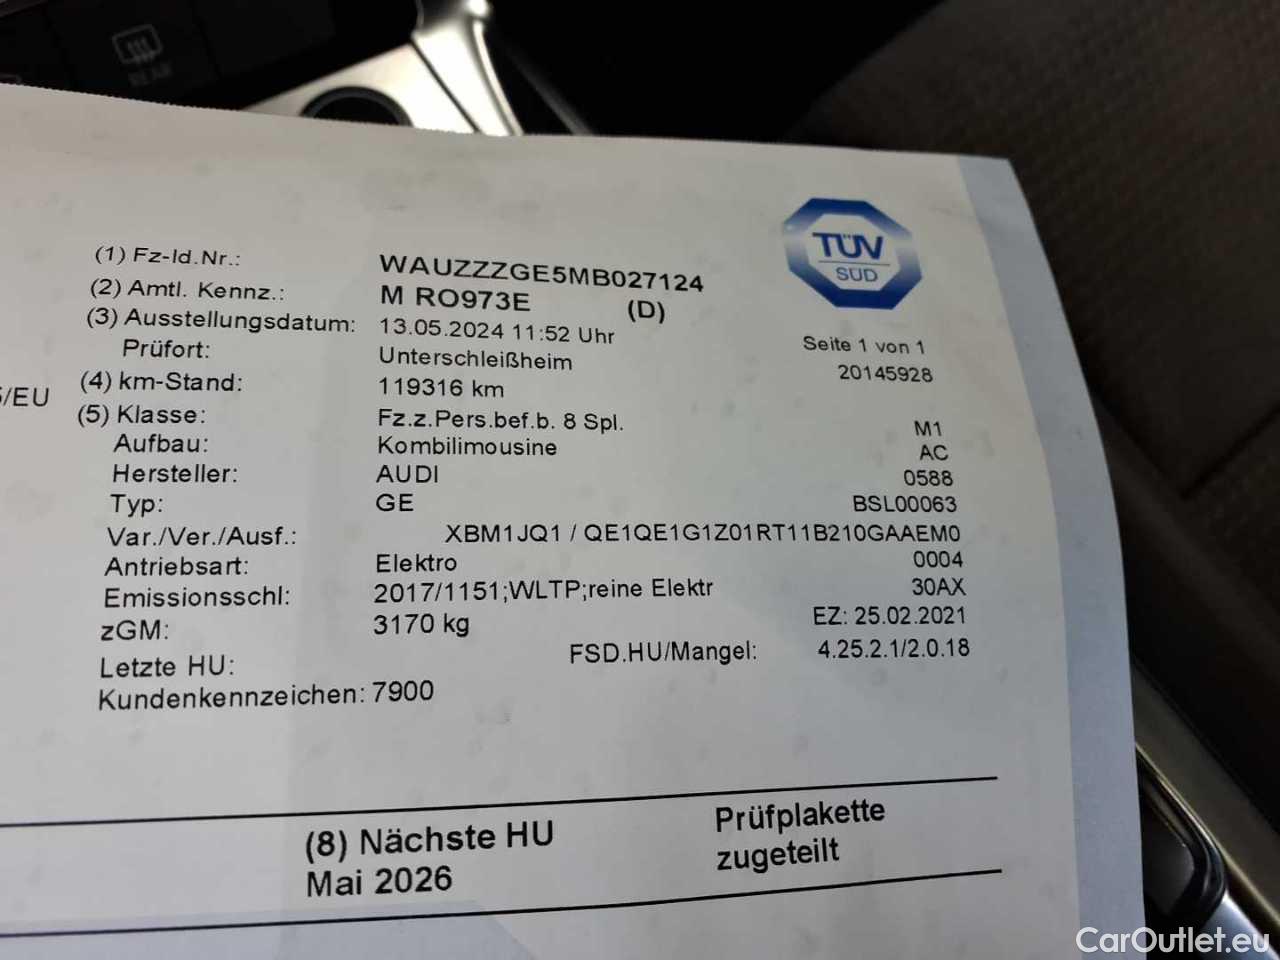 REAR
TÜV
SÜD
(1) Fz-Id.Nr.: WAUZZZGE5MB027124
(2) Amtl. Kennz.: M RO973E (D)
(3) Ausstellungsdatum: 13.05.2024 11:52 Uhr
Seite 1 von 1
Prüfort: Unterschleißheim
20145928
5/EU
(4) km-Stand: 119316 km
(5) Klasse: Fz.z.Pers.bef.b. 8 Spl. M1
Aufbau: Kombilimousine AC
Hersteller: AUDI 0588
Typ: GE BSL00063
Var./Ver./Ausf.: XBM1JQ1 / QE1QE1G1Z01RT11B210GAAEM0
Antriebsart: Elektro 0004
Emissionsschl: 2017/1151;WLTP;reine Elektr 30AX
zGM: 3170 kg EZ: 25.02.2021
Letzte HU: FSD.HU/Mangel: 4.25.2.1/2.0.18
Kundenkennzeichen: 7900
(8) Nächste HU
Mai 2026
Prüfplakette
zugeteilt
CarOutlet.eu